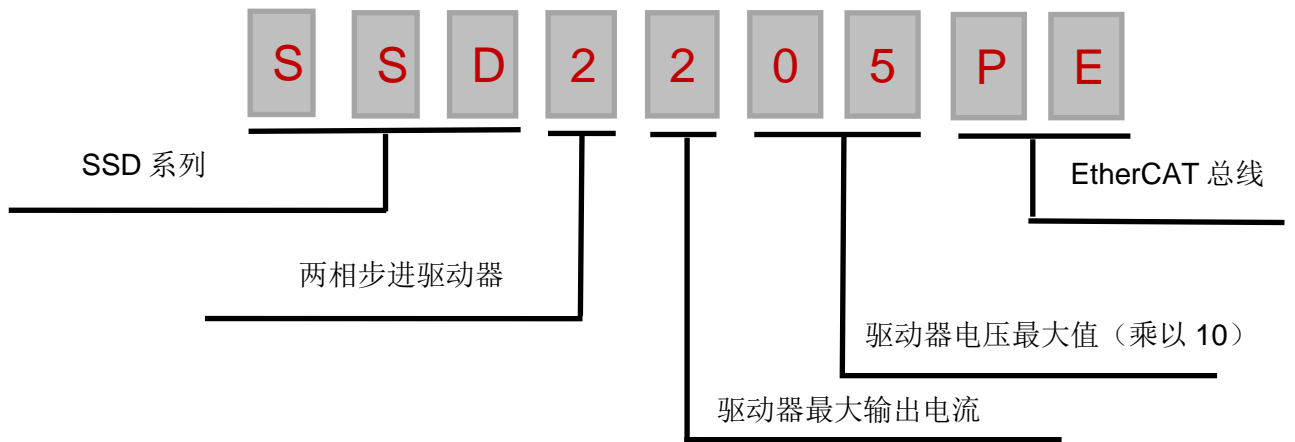 S S D 2 2 0 5 P E
SSD 系列
EtherCAT 总线
两相步进驱动器
驱动器电压最大值（乘以 10）
驱动器最大输出电流